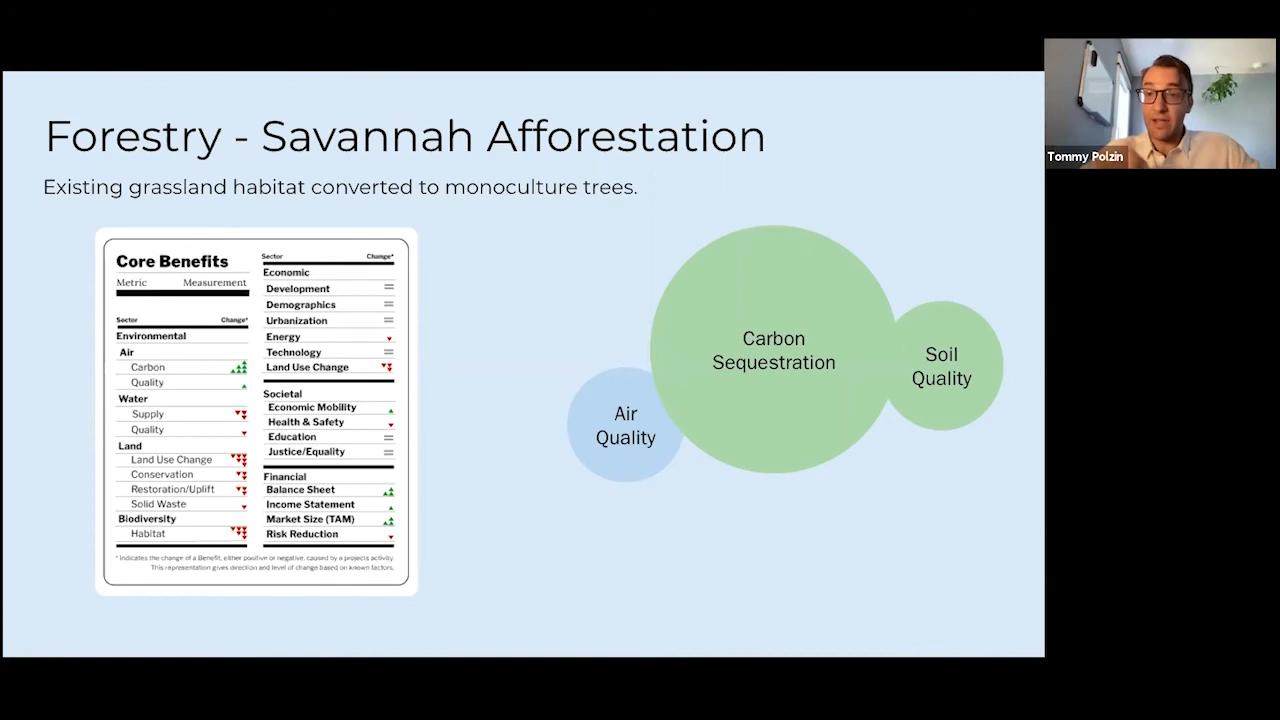 Forestry - Savannah Afforestation
Existing grassland habitat converted to monoculture trees.
Core Benefits
Metric Measurement
Sector Change*
Environmental
Air
Carbon
Quality
Water
Supply
Quality
Land
Land Use Change
Conservation
Restoration/Uplift
Solid Waste
Biodiversity
Habitat
Sector Change*
Economic
Development
Demographics
Urbanization
Energy
Technology
Land Use Change
Societal
Economic Mobility
Health & Safety
Education
Justice/Equality
Financial
Balance Sheet
Income Statement
Market Size (TAM)
Risk Reduction
* Indicates the change of a Benefit, either positive or negative, caused by a projects activity.
This representation gives direction and level of change based on known factors.
Air
Quality
Carbon
Sequestration
Soil
Quality
Tommy Polzin